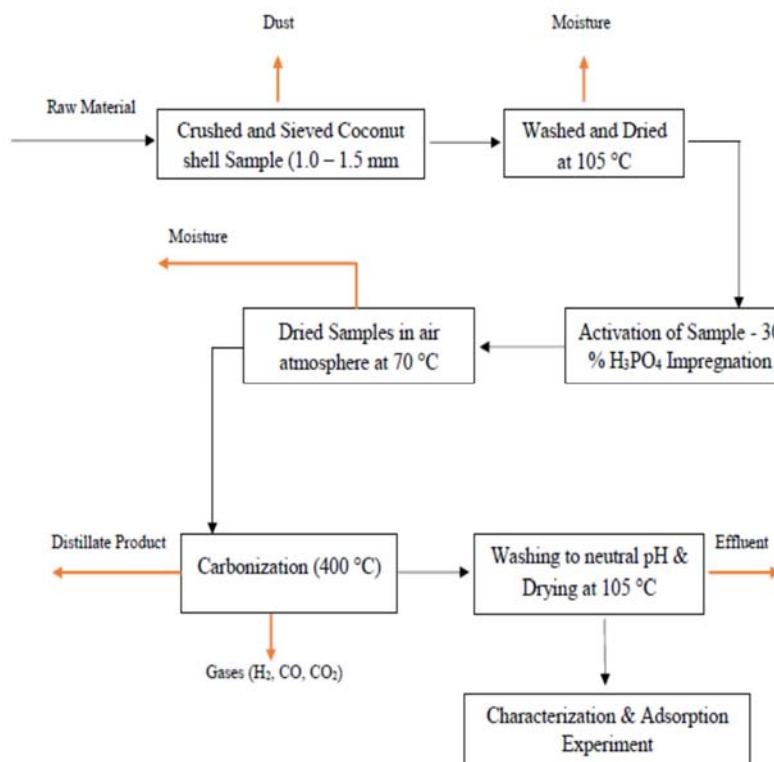 Dust
Moisture
Raw Material
Crushed and Sieved Coconut
shell Sample (1.0 – 1.5 mm
Washed and Dried
at 105 °C
Moisture
Dried Samples in air
atmosphere at 70 °C
Activation of Sample - 30
% H₃PO₄ Impregnation
Distillate Product
Carbonization (400 °C)
Washing to neutral pH &
Drying at 105 °C
Effluent
Gases (H₂, CO, CO₂)
Characterization & Adsorption
Experiment